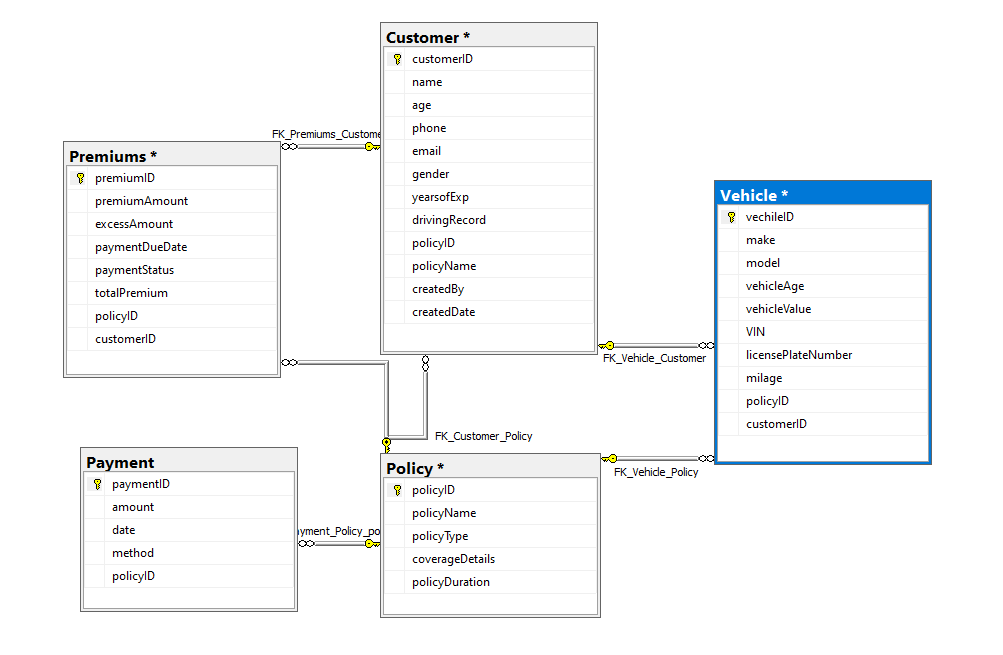 Customer *
customerID
name
age
phone
email
gender
yearsofExp
drivingRecord
policyID
policyName
createdBy
createdDate
FK_Premiums_Custome
Premiums *
premiumID
premiumAmount
excessAmount
paymentDueDate
paymentStatus
totalPremium
policyID
customerID
Vehicle *
vechileID
make
model
vehicleAge
vehicleValue
VIN
licensePlateNumber
milage
policyID
customerID
FK_Vehicle_Customer
FK_Customer_Policy
FK_Vehicle_Policy
Payment
paymentID
amount
date
method
policyID
yment_Policy_po
Policy *
policyID
policyName
policyType
coverageDetails
policyDuration